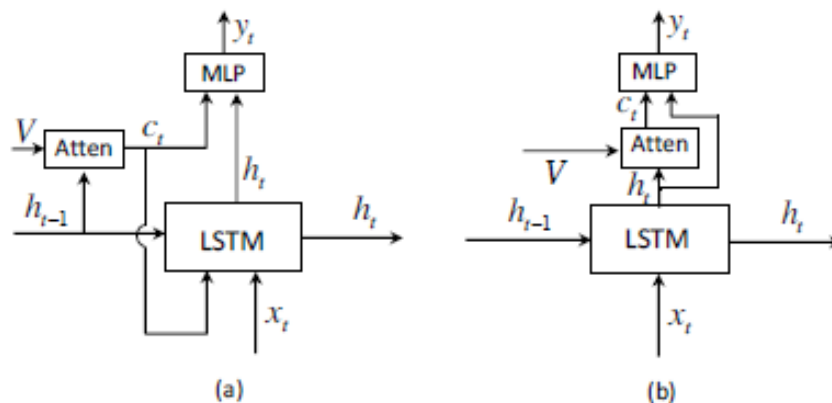 y_t
MLP
V
Atten
c_t
h_t
h_{t-1}
LSTM
h_t
x_t
(a)
y_t
MLP
c_t
Atten
V
h_t
h_{t-1}
LSTM
h_t
x_t
(b)